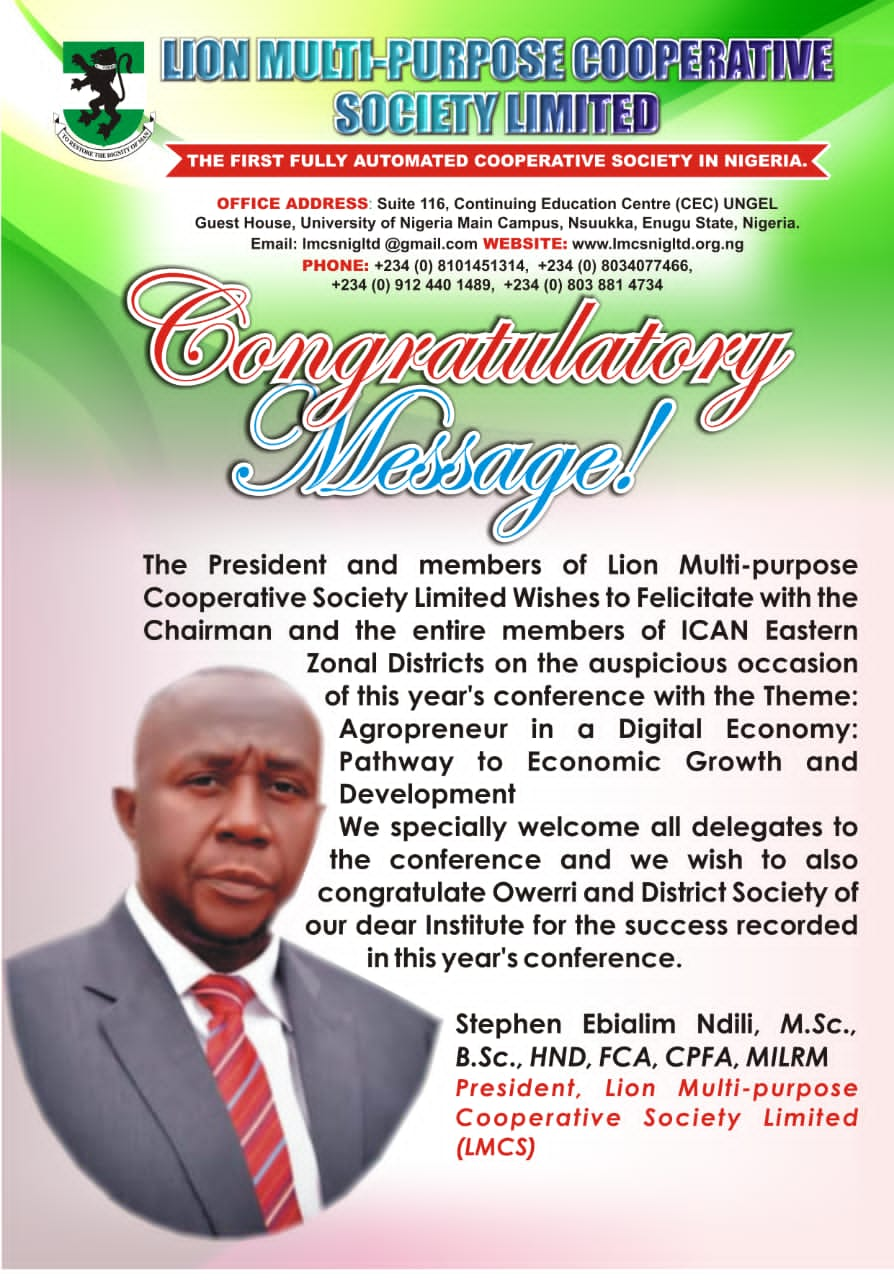 LION MULTI-PURPOSE COOPERATIVE
SOCIETY LIMITED
TO RESTORE THE DIGNITY OF MAN
THE FIRST FULLY AUTOMATED COOPERATIVE SOCIETY IN NIGERIA.
OFFICE ADDRESS: Suite 116, Continuing Education Centre (CEC) UNGEL
Guest House, University of Nigeria Main Campus, Nsuukka, Enugu State, Nigeria.
Email: lmcsnigltd @gmail.com WEBSITE: www.lmcsnigltd.org.ng
PHONE: +234 (0) 8101451314, +234 (0) 8034077466,
+234 (0) 912 440 1489, +234 (0) 803 881 4734
Congratulatory
Message!
The President and members of Lion Multi-purpose
Cooperative Society Limited Wishes to Felicitate with the
Chairman and the entire members of ICAN Eastern
Zonal Districts on the auspicious occasion
of this year's conference with the Theme:
Agropreneur in a Digital Economy:
Pathway to Economic Growth and
Development
We specially welcome all delegates to
the conference and we wish to also
congratulate Owerri and District Society of
our dear Institute for the success recorded
in this year's conference.
Stephen Ebialim Ndili, M.Sc.,
B.Sc., HND, FCA, CPFA, MILRM
President, Lion Multi-purpose
Cooperative Society Limited
(LMCS)